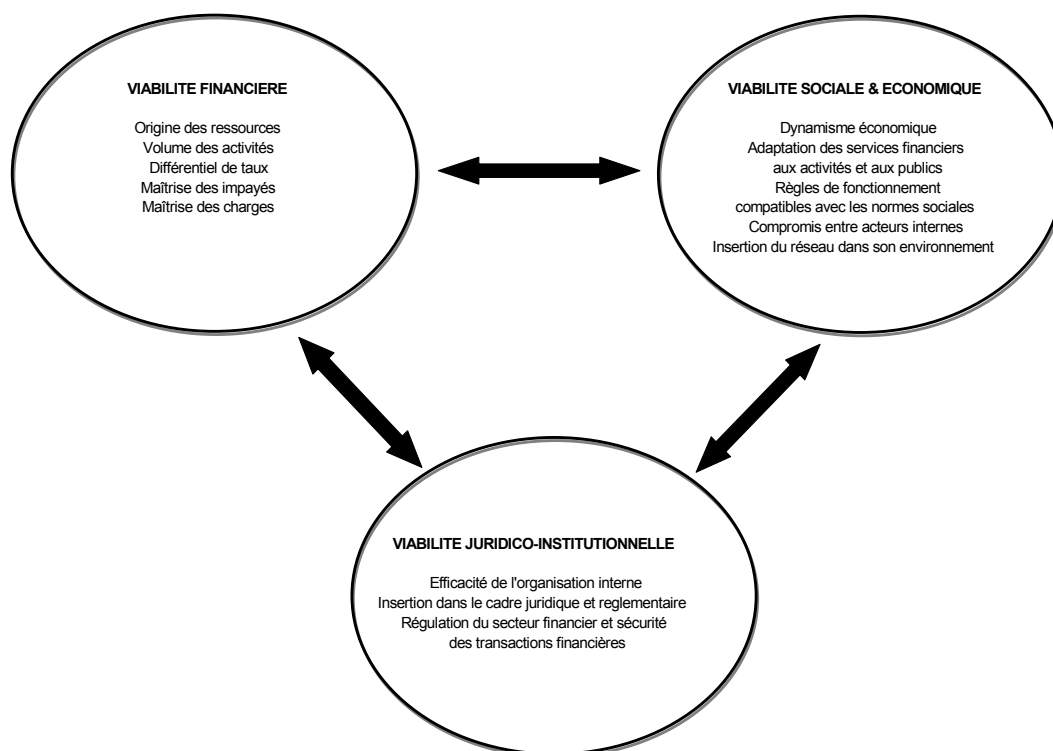 VIABILITE FINANCIERE
Origine des ressources
Volume des activités
Différentiel de taux
Maîtrise des impayés
Maîtrise des charges
VIABILITE SOCIALE & ECONOMIQUE
Dynamisme économique
Adaptation des services financiers
aux activités et aux publics
Règles de fonctionnement
compatibles avec les normes sociales
Compromis entre acteurs internes
Insertion du réseau dans son environnement
VIABILITE JURIDICO-INSTITUTIONNELLE
Efficacité de l'organisation interne
Insertion dans le cadre juridique et reglementaire
Régulation du secteur financier et sécurité
des transactions financières